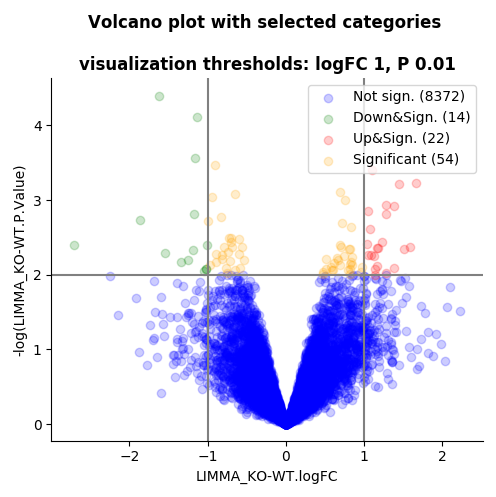 Volcano plot with selected categories
visualization thresholds: logFC 1, P 0.01
Not sign. (8372)
Down&Sign. (14)
Up&Sign. (22)
Significant (54)
4
3
2
1
0
-log(LIMMA_KO-WT.P.Value)
−2
−1
0
1
2
LIMMA_KO-WT.logFC